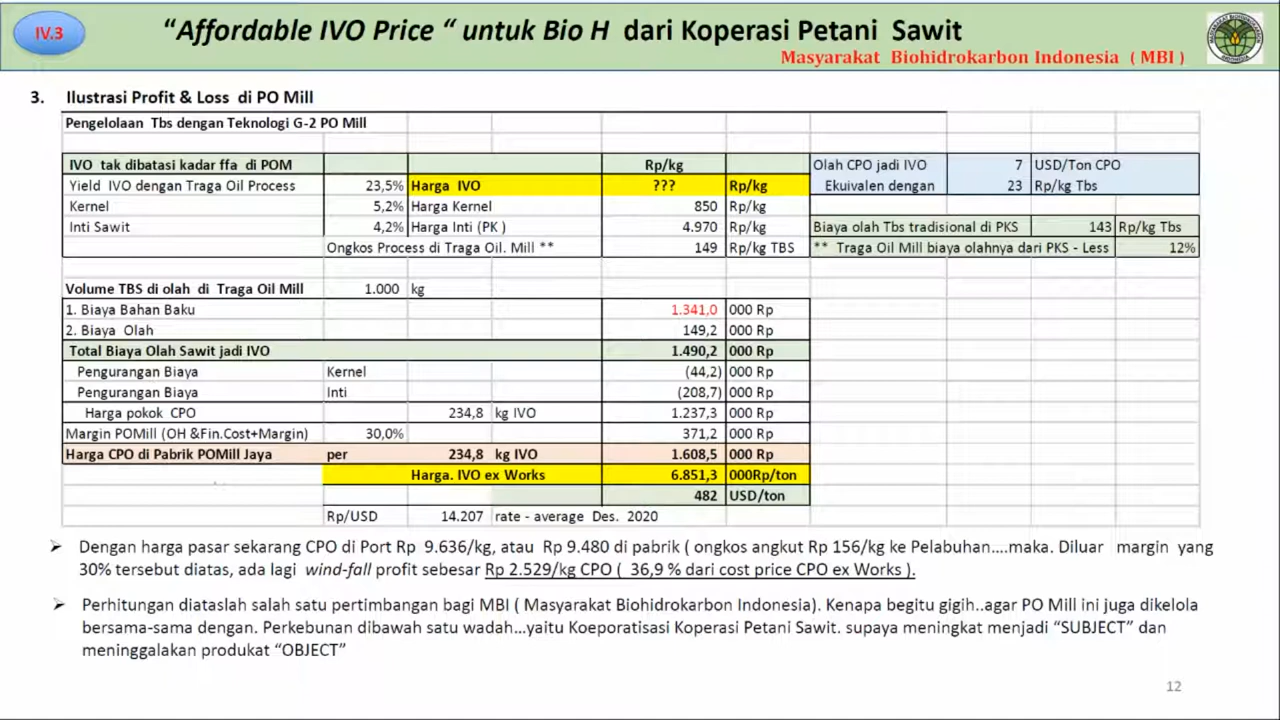 IV.3
“Affordable IVO Price “ untuk Bio H dari Koperasi Petani Sawit
Masyarakat Biohidrokarbon Indonesia ( MBI )
3. Ilustrasi Profit & Loss di PO Mill
Pengelolaan Tbs dengan Teknologi G-2 PO Mill
IVO tak dibatasi kadar ffa di POM Rp/kg Olah CPO jadi IVO 7 USD/Ton CPO
Yield IVO dengan Traga Oil Process 23,5% Harga IVO ??? Rp/kg Ekuivalen dengan 23 Rp/kg Tbs
Kernel 5,2% Harga Kernel 850 Rp/kg
Inti Sawit 4,2% Harga Inti (PK ) 4.970 Rp/kg Biaya olah Tbs tradisional di PKS 143 Rp/kg Tbs
Ongkos Process di Traga Oil. Mill ** 149 Rp/kg TBS ** Traga Oil Mill biaya olahnya dari PKS - Less 12%
Volume TBS di olah di Traga Oil Mill 1.000 kg
1. Biaya Bahan Baku 1.341,0 000 Rp
2. Biaya Olah 149,2 000 Rp
Total Biaya Olah Sawit jadi IVO 1.490,2 000 Rp
Pengurangan Biaya Kernel (44,2) 000 Rp
Pengurangan Biaya Inti (208,7) 000 Rp
Harga pokok CPO 234,8 kg IVO 1.237,3 000 Rp
Margin POMill (OH &Fin.Cost+Margin) 30,0% 371,2 000 Rp
Harga CPO di Pabrik POMill Jaya per 234,8 kg IVO 1.608,5 000 Rp
Harga. IVO ex Works 6.851,3 000Rp/ton
482 USD/ton
Rp/USD 14.207 rate - average Des. 2020
➢ Dengan harga pasar sekarang CPO di Port Rp 9.636/kg, atau Rp 9.480 di pabrik ( ongkos angkut Rp 156/kg ke Pelabuhan....maka. Diluar margin yang
30% tersebut diatas, ada lagi wind-fall profit sebesar Rp 2.529/kg CPO ( 36,9 % dari cost price CPO ex Works ).
➢ Perhitungan diataslah salah satu pertimbangan bagi MBI ( Masyarakat Biohidrokarbon Indonesia). Kenapa begitu gigih..agar PO Mill ini juga dikelola
bersama-sama dengan. Perkebunan dibawah satu wadah...yaitu Koeporatisasi Koperasi Petani Sawit. supaya meningkat menjadi “SUBJECT” dan
meninggalakan produkat “OBJECT”
12